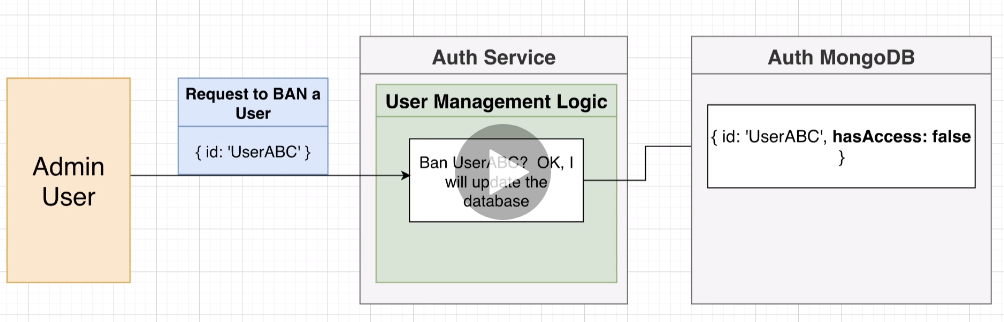 Admin
User
Request to BAN a
User
{ id: 'UserABC' }
Auth Service
User Management Logic
Ban UserABC? OK, I
will update the
database
Auth MongoDB
{ id: 'UserABC', hasAccess: false
}